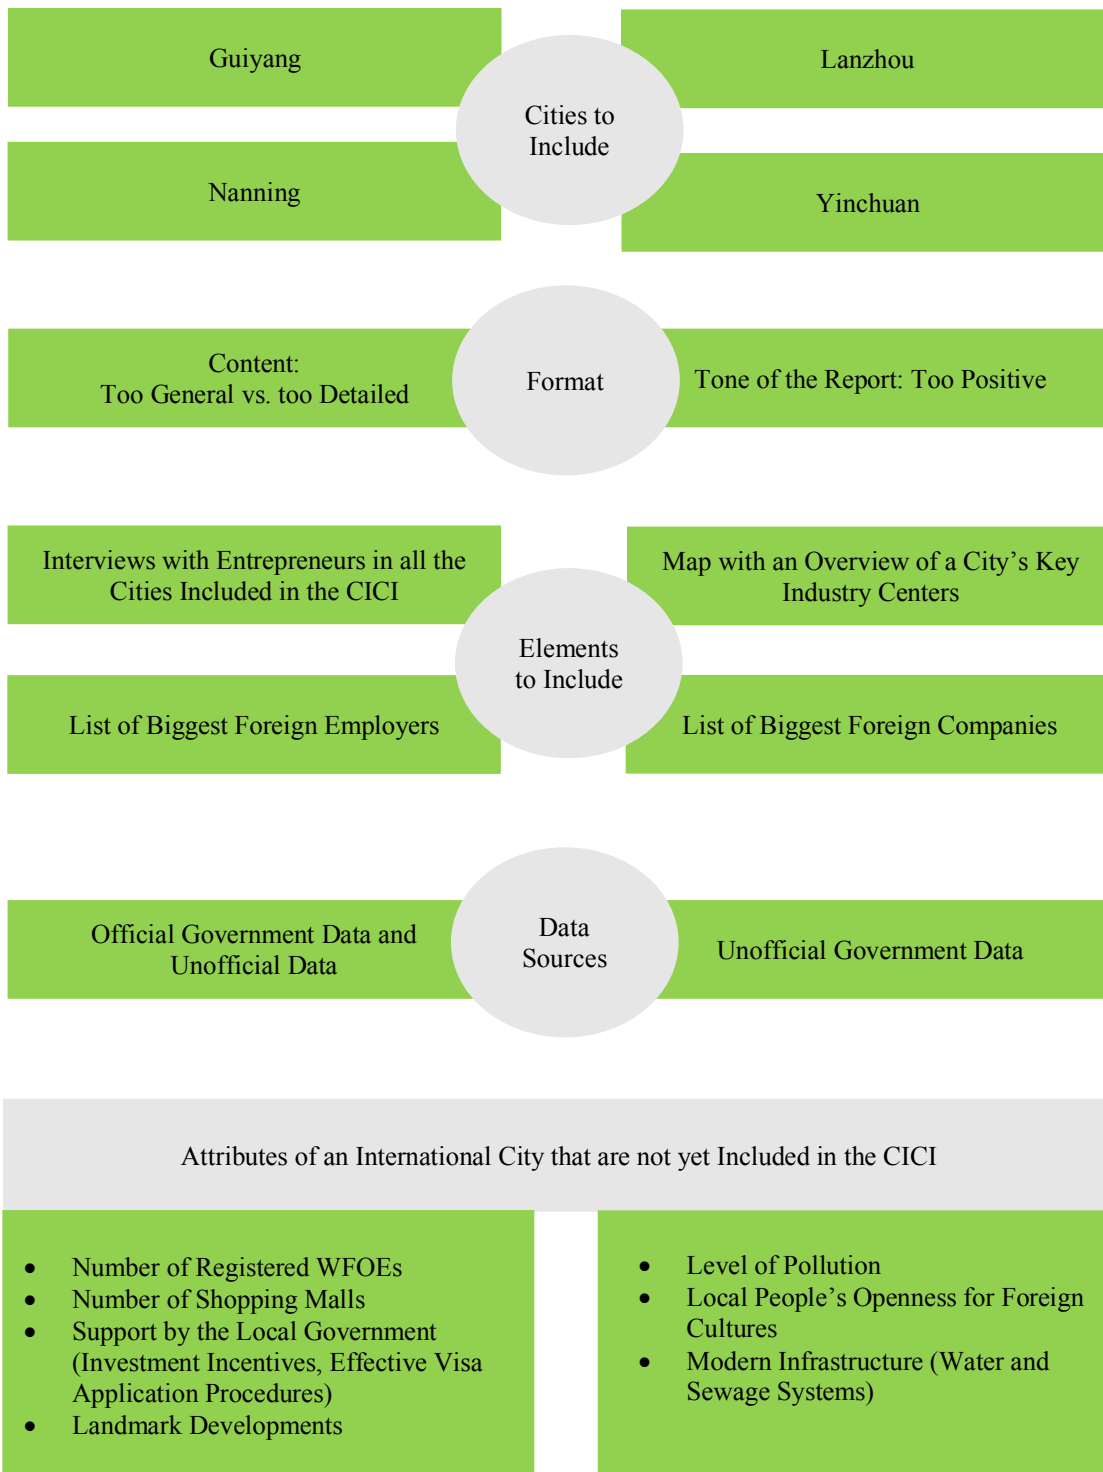 Guiyang
Lanzhou
Cities to
Include
Nanning
Yinchuan
Content:
Too General vs. too Detailed
Format
Tone of the Report: Too Positive
Interviews with Entrepreneurs in all the
Cities Included in the CICI
Map with an Overview of a City's Key
Industry Centers
Elements
to Include
List of Biggest Foreign Employers
List of Biggest Foreign Companies
Official Government Data and
Unofficial Data
Data
Sources
Unofficial Government Data
Attributes of an International City that are not yet Included in the CICI
• Number of Registered WFOEs
• Number of Shopping Malls
• Support by the Local Government
(Investment Incentives, Effective Visa
Application Procedures)
• Landmark Developments
• Level of Pollution
• Local People's Openness for Foreign
Cultures
• Modern Infrastructure (Water and
Sewage Systems)